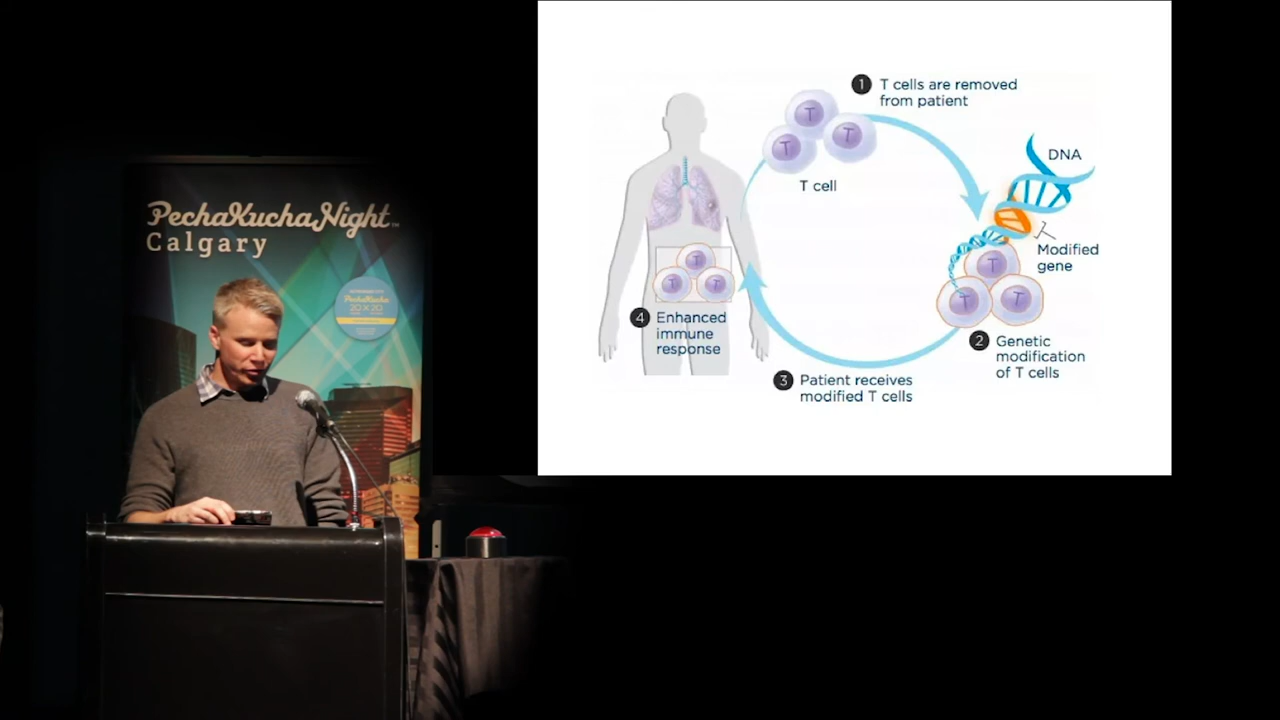 PechaKucha Night™
Calgary
PechaKucha
20 X 20
1 T cells are removed
from patient
T
T
T
T cell
DNA
Modified
gene
T
T
T
2 Genetic
modification
of T cells
3 Patient receives
modified T cells
T
T
T
4 Enhanced
immune
response